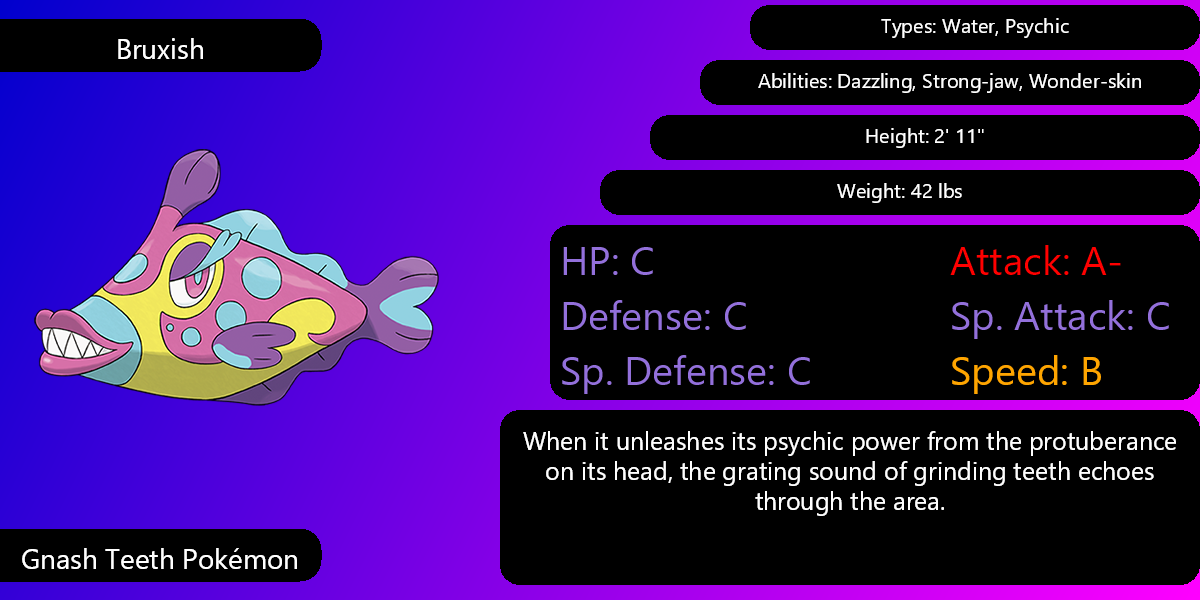 Bruxish
Types: Water, Psychic
Abilities: Dazzling, Strong-jaw, Wonder-skin
Height: 2' 11"
Weight: 42 lbs
HP: C
Attack: A-
Defense: C
Sp. Attack: C
Sp. Defense: C
Speed: B
When it unleashes its psychic power from the protuberance
on its head, the grating sound of grinding teeth echoes
through the area.
Gnash Teeth Pokémon